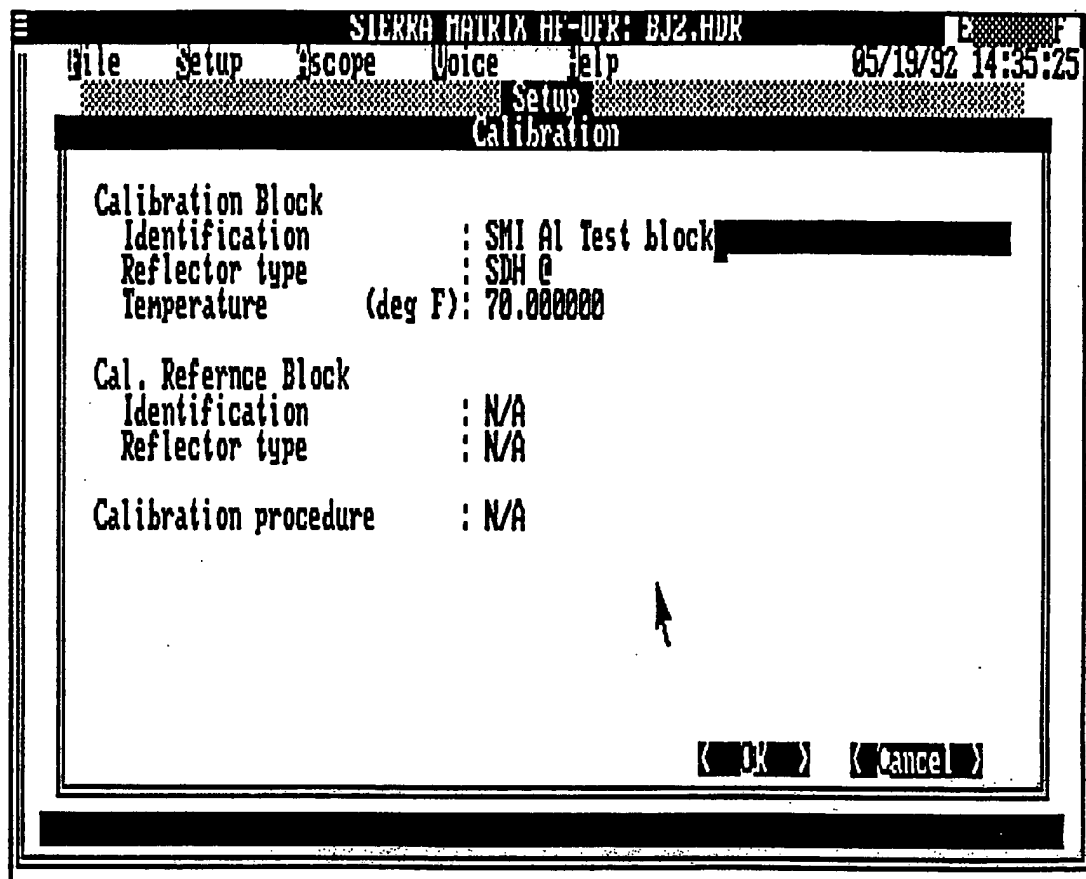 SIERRA MATRIX HF-UFR: BJ2.HDR
File Setup Ascope Voice Help 05/19/92 14:35:25
Setup
Calibration
Calibration Block
Identification : SMI Al Test block
Reflector type : SDH @
Temperature (deg F): 70.000000
Cal. Refernce Block
Identification : N/A
Reflector type : N/A
Calibration procedure : N/A
< OK > < Cancel >